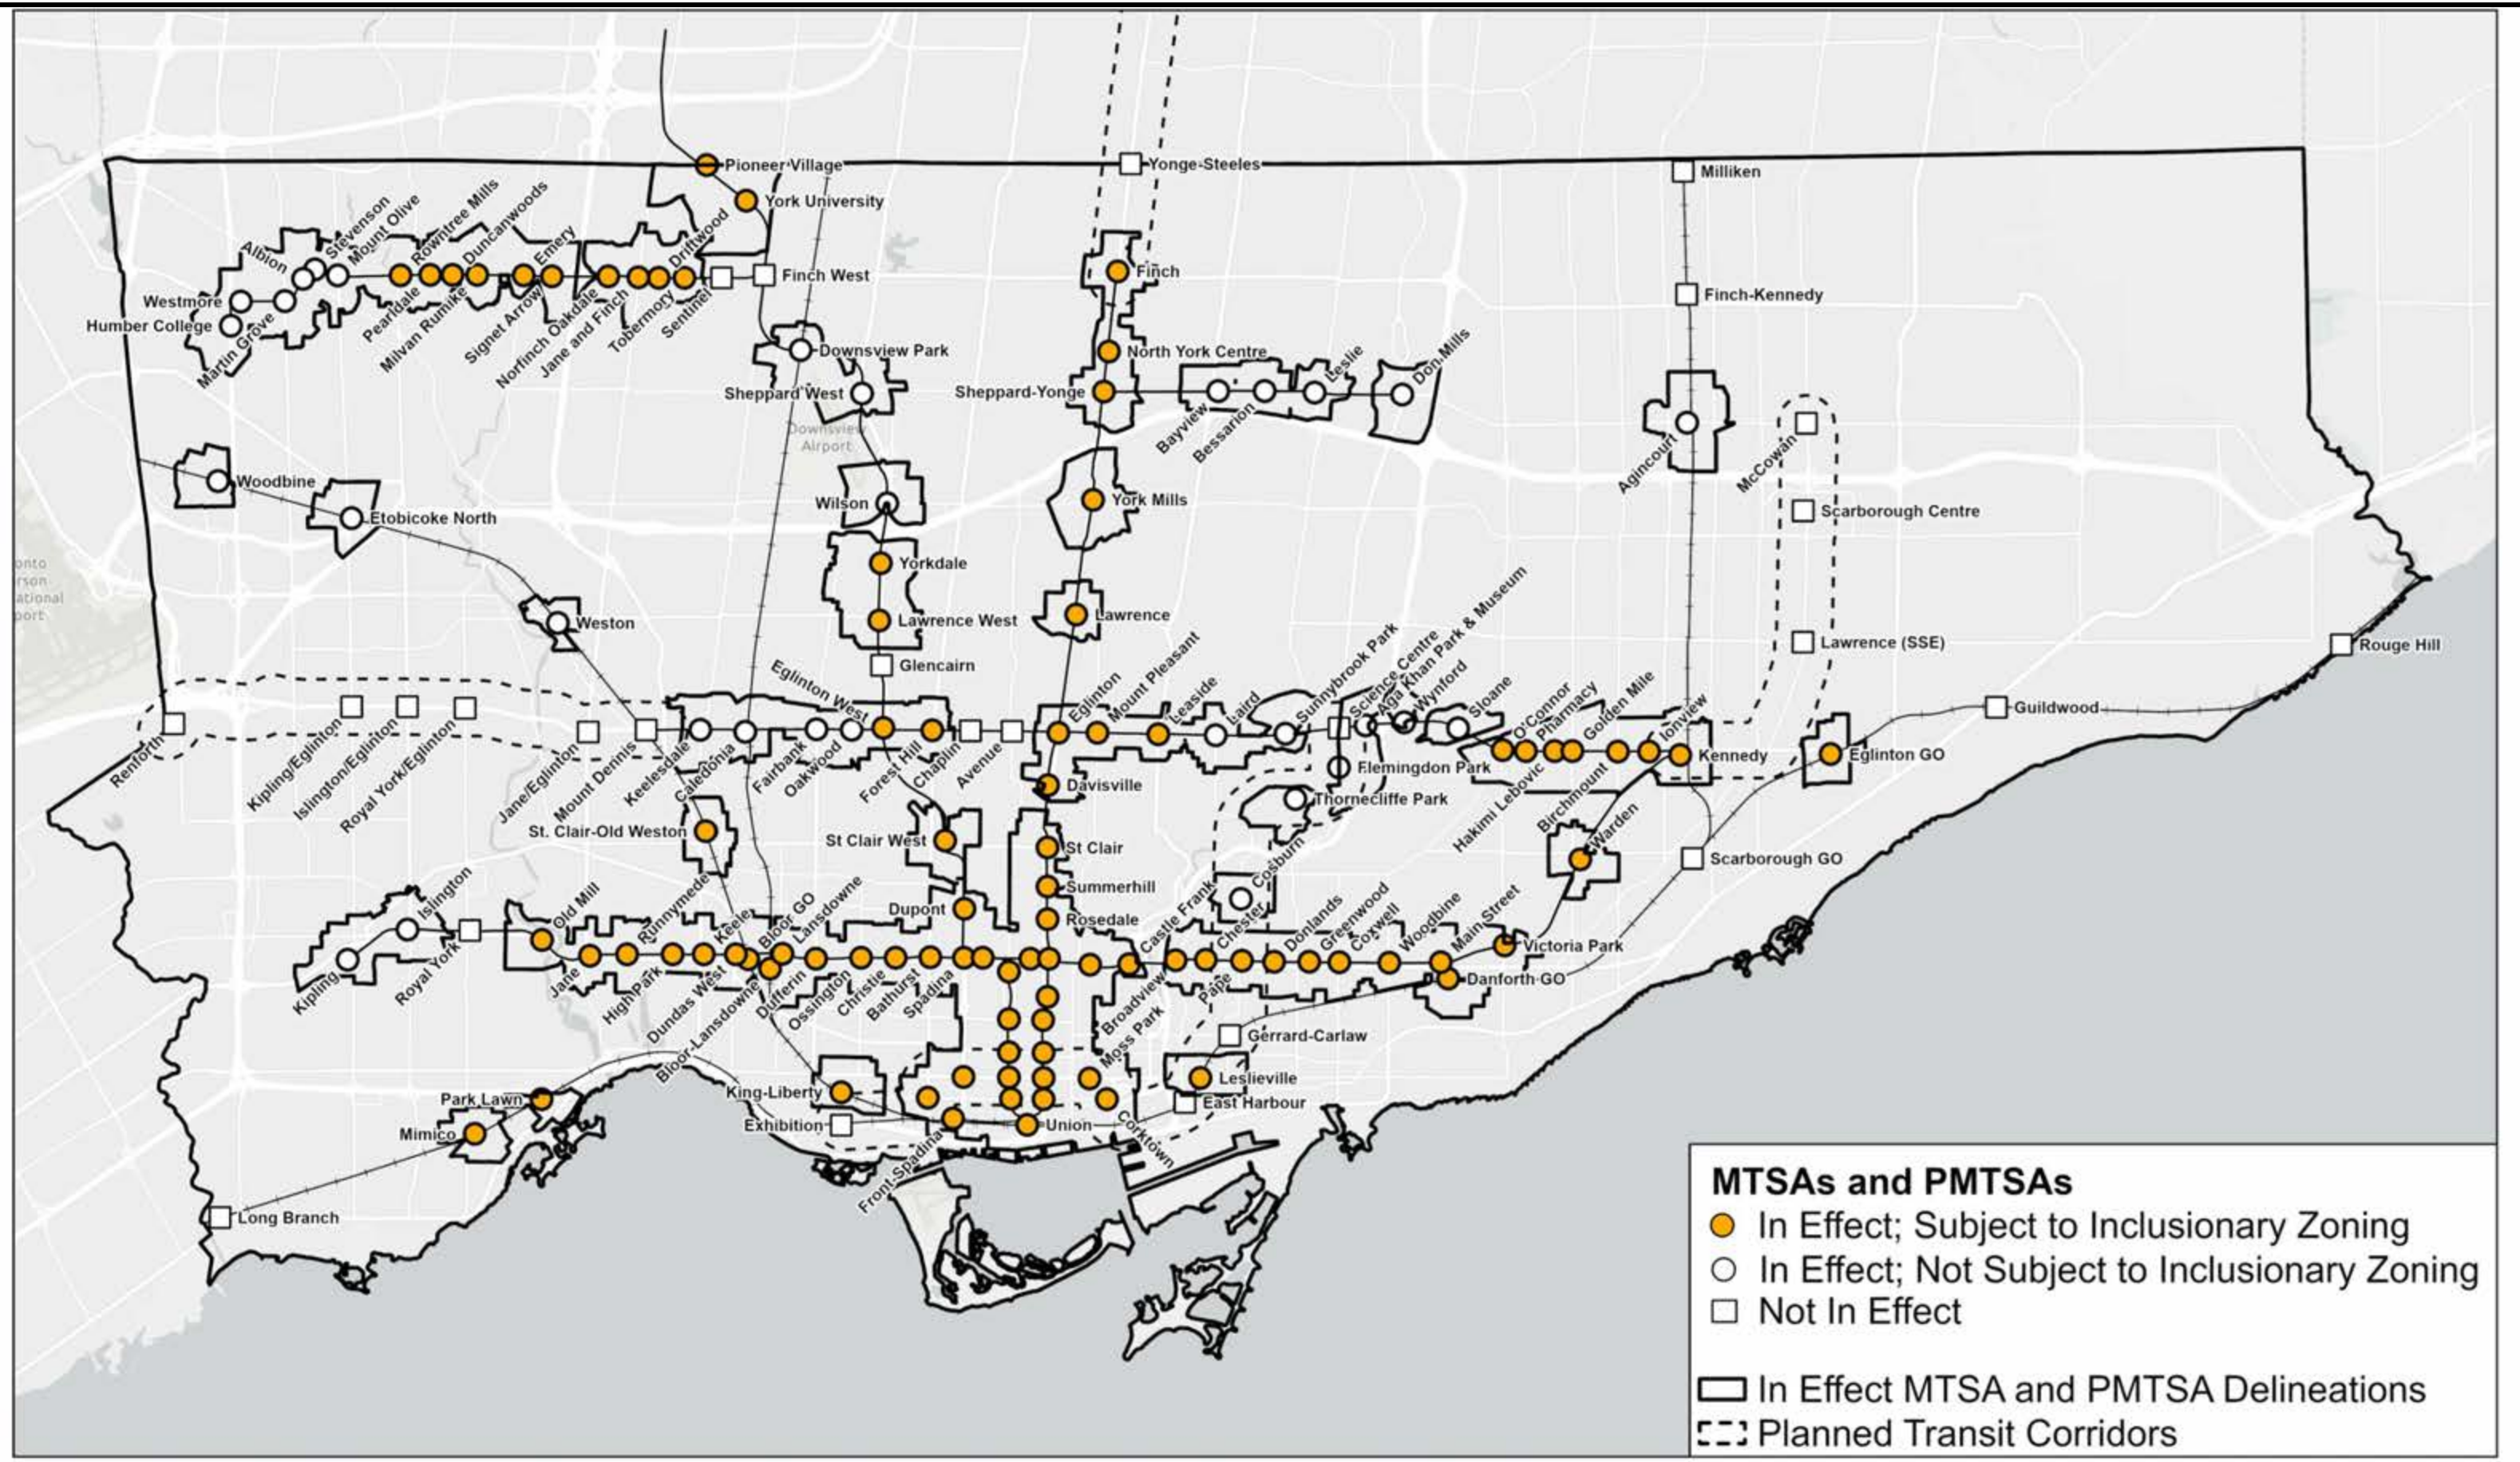 Pioneer Village
Yonge-Steeles
Milliken
York University
Stevenson
Mount Olive
Rowntree Mills
Duncanwoods
Emery
Driftwood
Albion
Finch West
Finch
Finch-Kennedy
Westmore
Humber College
Martin Grove
Pearldale
Milvan Rumike
Signet Arrow
Norfinch Oakdale
Jane and Finch
Tobermory
Sentinel
Downsview Park
North York Centre
Leslie
Don Mills
Sheppard West
Sheppard-Yonge
Bayview
Bessarion
Downsview
Airport
Agincourt
McCowan
Woodbine
Etobicoke North
Wilson
York Mills
Scarborough Centre
Yorkdale
onto
rson
ational
port
Lawrence West
Lawrence
Weston
Lawrence (SSE)
Rouge Hill
Glencairn
Eglinton West
Eglinton
Mount Pleasant
Leaside
Laird
Sunnybrook Park
Science Centre
Aga Khan Park & Museum
Wynford
Sloane
O'Connor
Pharmacy
Golden Mile
Ionview
Guildwood
Renforth
Kipling/Eglinton
Islington/Eglinton
Royal York/Eglinton
Jane/Eglinton
Mount Dennis
Keelesdale
Caledonia
Fairbank
Oakwood
Forest Hill
Chaplin
Avenue
Kennedy
Eglinton GO
Flemingdon Park
Davisville
Thorncliffe Park
Hakimi Lebovic
Birchmount
Warden
St. Clair-Old Weston
St Clair West
St Clair
Cosburn
Scarborough GO
Summerhill
Islington
Old Mill
Runnymede
Keele
Bloor GO
Lansdowne
Dupont
Rosedale
Castle Frank
Chester
Donlands
Greenwood
Coxwell
Woodbine
Main Street
Victoria Park
Kipling
Royal York
Jane
High Park
Dundas West
Bloor-Lansdowne
Dufferin
Ossington
Christie
Bathurst
Spadina
Broadview
Pape
Danforth GO
Moss Park
Gerrard-Carlaw
Leslieville
King-Liberty
East Harbour
Park Lawn
Mimico
Exhibition
Union
Corktown
Front-Spadina
Long Branch
MTSAs and PMTSAs
In Effect; Subject to Inclusionary Zoning
In Effect; Not Subject to Inclusionary Zoning
Not In Effect
In Effect MTSA and PMTSA Delineations
Planned Transit Corridors